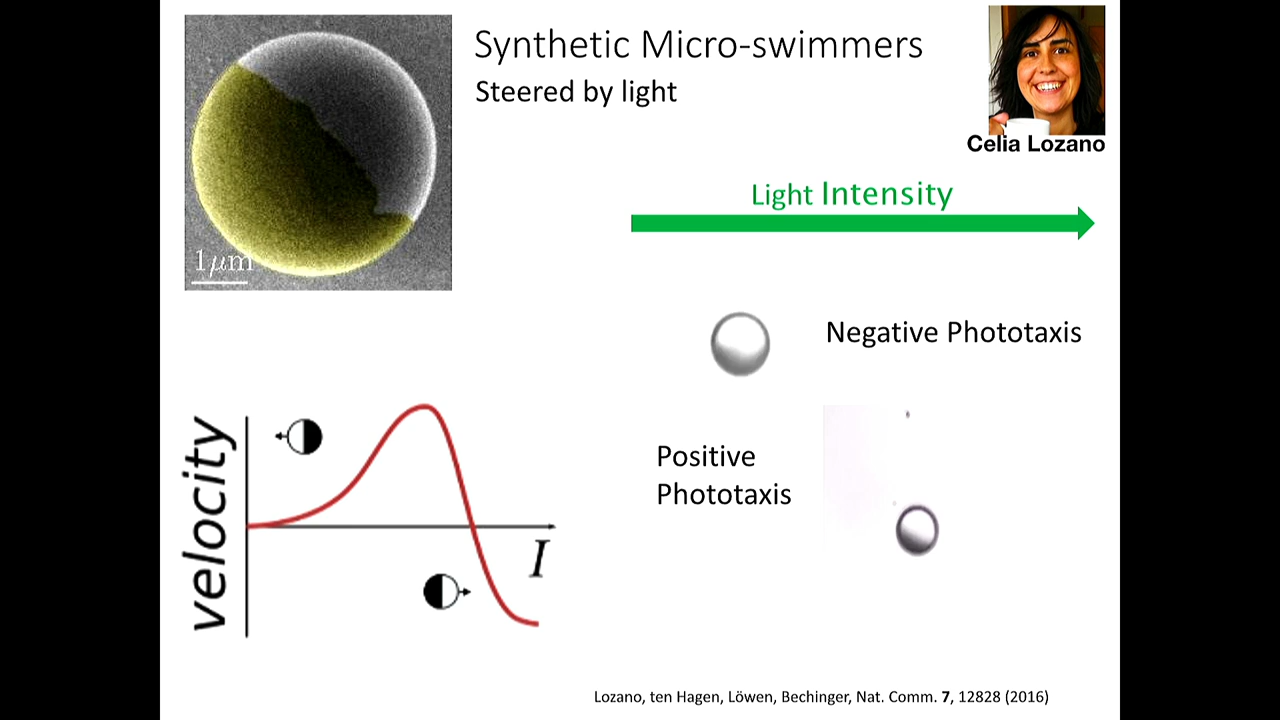 Synthetic Micro-swimmers
Steered by light
Celia Lozano
Light Intensity
1μm
Negative Phototaxis
Positive
Phototaxis
velocity
I
Lozano, ten Hagen, Löwen, Bechinger, Nat. Comm. 7, 12828 (2016)